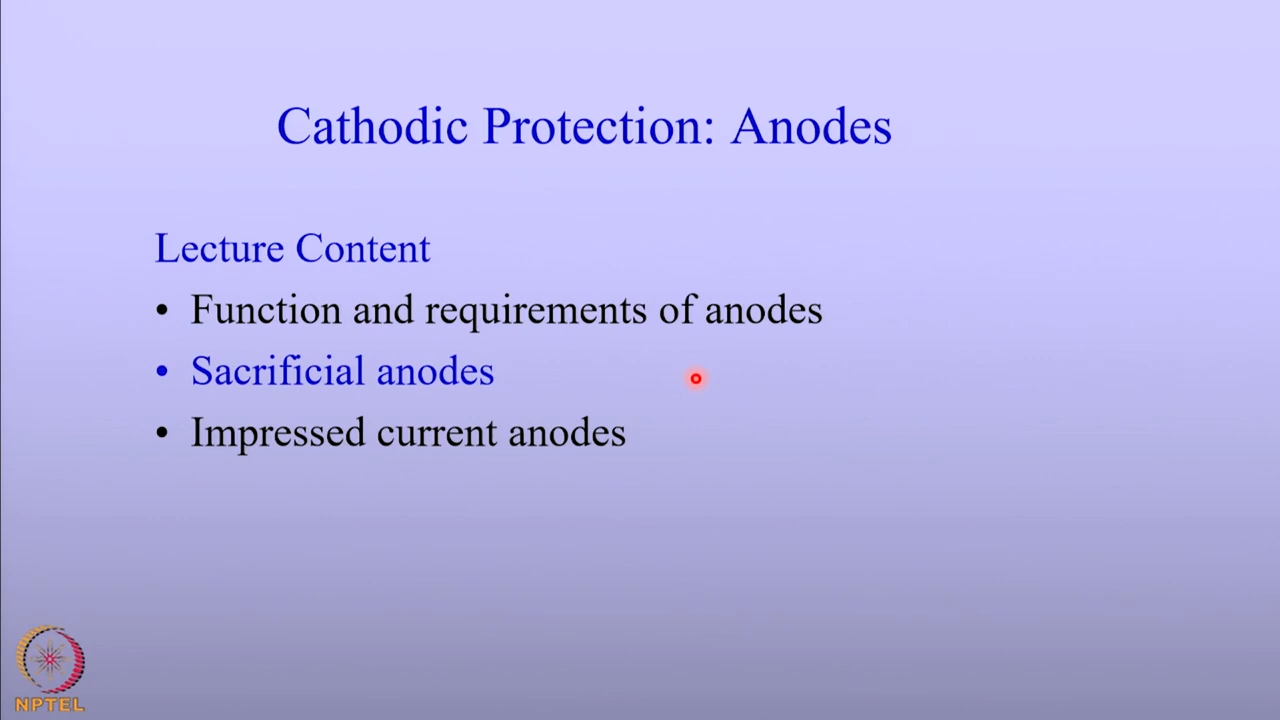 Cathodic Protection: Anodes
Lecture Content
• Function and requirements of anodes
• Sacrificial anodes
• Impressed current anodes
NPTEL